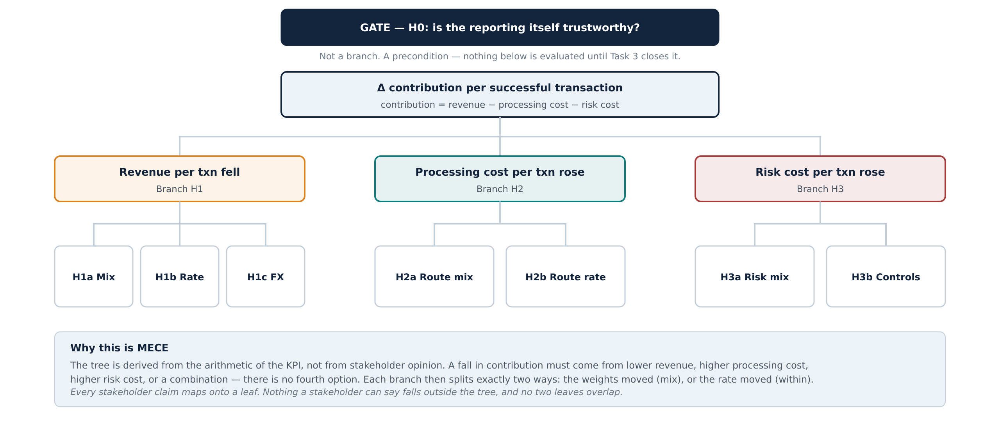 GATE — H0: is the reporting itself trustworthy?
Not a branch. A precondition — nothing below is evaluated until Task 3 closes it.
Δ contribution per successful transaction
contribution = revenue − processing cost − risk cost
Revenue per txn fell
Branch H1
Processing cost per txn rose
Branch H2
Risk cost per txn rose
Branch H3
H1a Mix
H1b Rate
H1c FX
H2a Route mix
H2b Route rate
H3a Risk mix
H3b Controls
Why this is MECE
The tree is derived from the arithmetic of the KPI, not from stakeholder opinion. A fall in contribution must come from lower revenue, higher processing cost,
higher risk cost, or a combination — there is no fourth option. Each branch then splits exactly two ways: the weights moved (mix), or the rate moved (within).
Every stakeholder claim maps onto a leaf. Nothing a stakeholder can say falls outside the tree, and no two leaves overlap.